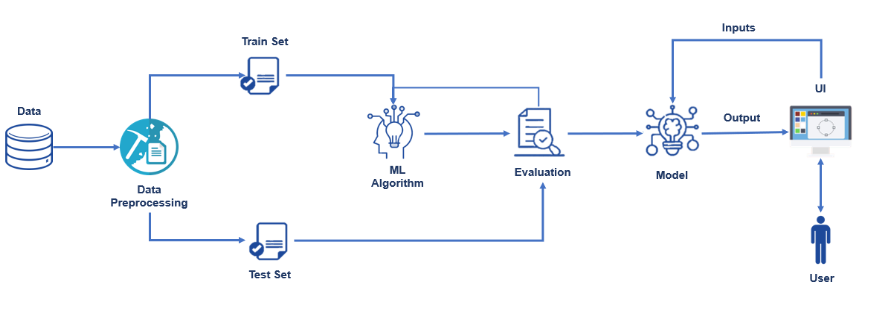 Inputs
Train Set
UI
Data
Output
ML
Algorithm
Evaluation
Model
Data
Preprocessing
Test Set
User